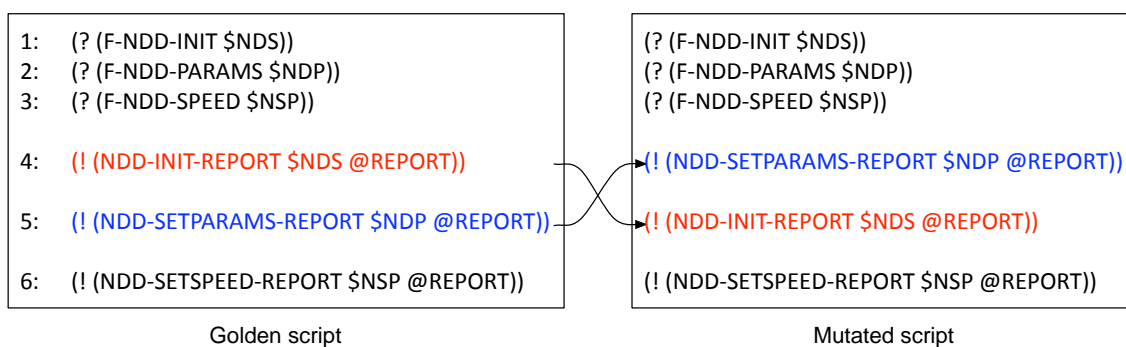 1: (? (F-NDD-INIT $NDS))
2: (? (F-NDD-PARAMS $NDP))
3: (? (F-NDD-SPEED $NSP))
4: (! (NDD-INIT-REPORT $NDS @REPORT))
5: (! (NDD-SETPARAMS-REPORT $NDP @REPORT))
6: (! (NDD-SETSPEED-REPORT $NSP @REPORT))
Golden script
(? (F-NDD-INIT $NDS))
(? (F-NDD-PARAMS $NDP))
(? (F-NDD-SPEED $NSP))
(! (NDD-SETPARAMS-REPORT $NDP @REPORT))
(! (NDD-INIT-REPORT $NDS @REPORT))
(! (NDD-SETSPEED-REPORT $NSP @REPORT))
Mutated script